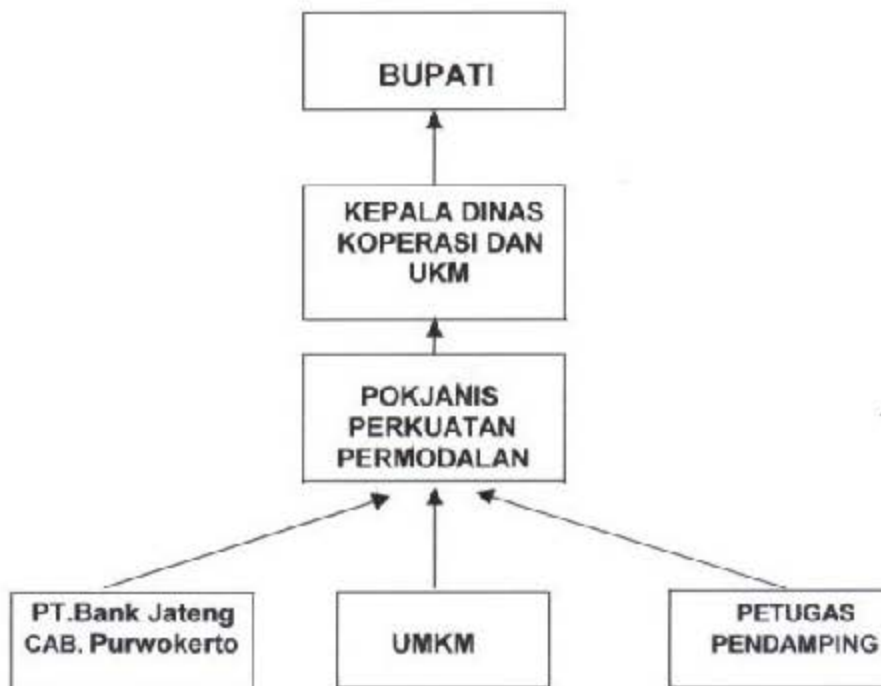 BUPATI
KEPALA DINAS
KOPERASI DAN
UKM
POKJANIS
PERKUATAN
PERMODALAN
PT.Bank Jateng
CAB. Purwokerto
UMKM
PETUGAS
PENDAMPING